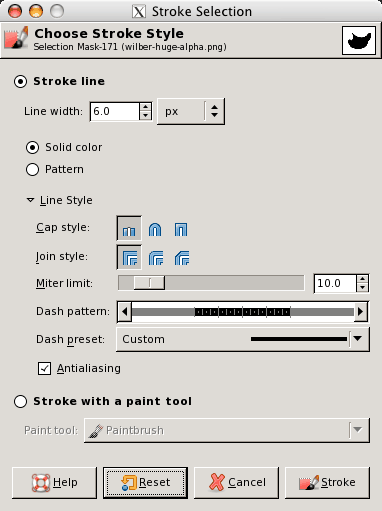 Stroke Selection
Choose Stroke Style
Selection Mask-171 (wilber-huge-alpha.png)
Stroke line
Line width: 6.0 px
Solid color
Pattern
Line Style
Cap style:
Join style:
Miter limit: 10.0
Dash pattern:
Dash preset: Custom
Antialiasing
Stroke with a paint tool
Paint tool: Paintbrush
Help Reset Cancel Stroke